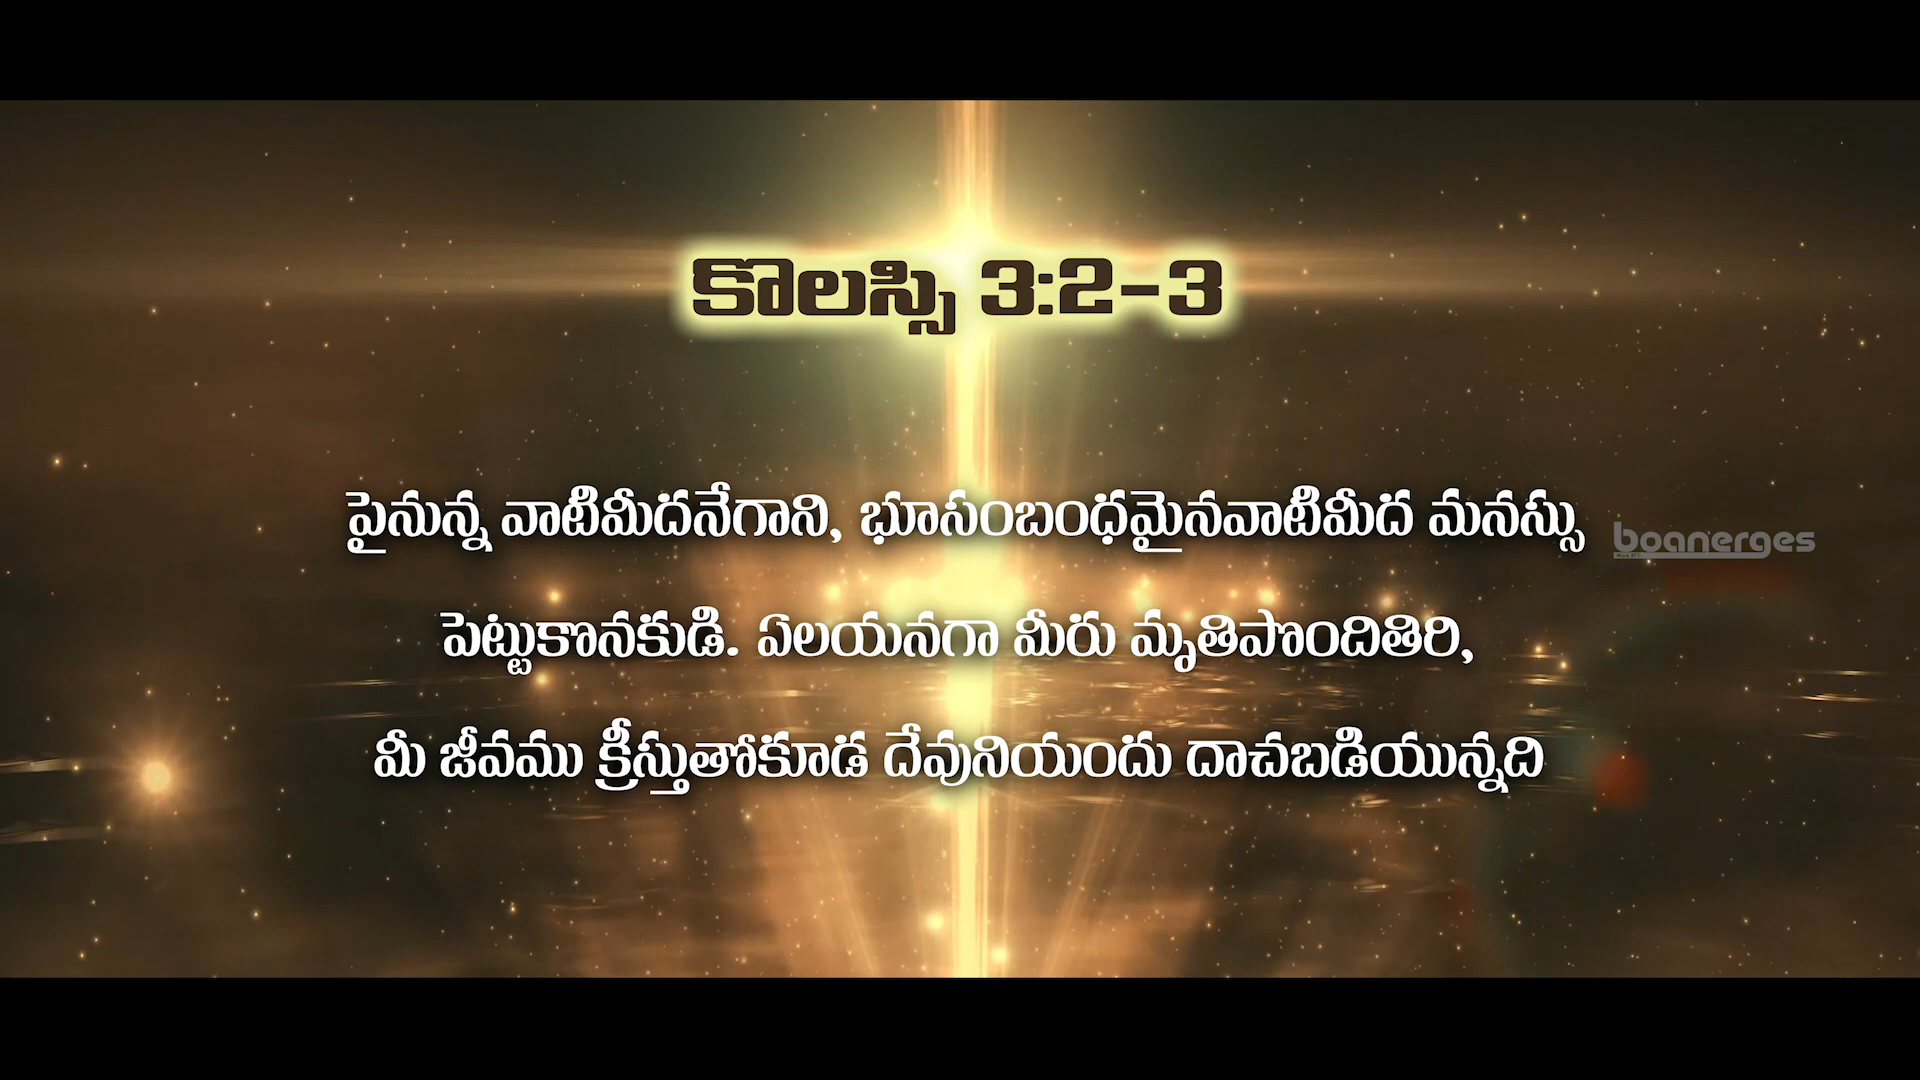 కొలస్సి 3:2-3
పైనున్న వాటిమీదనేగాని, భూసంబంధమైనవాటిమీద మనస్సు
boanerges
పెట్టుకొనకుడి. ఏలయనగా మీరు మృతిపొందితిరి,
మీ జీవము క్రీస్తుతోకూడ దేవునియందు దాచబడియున్నది